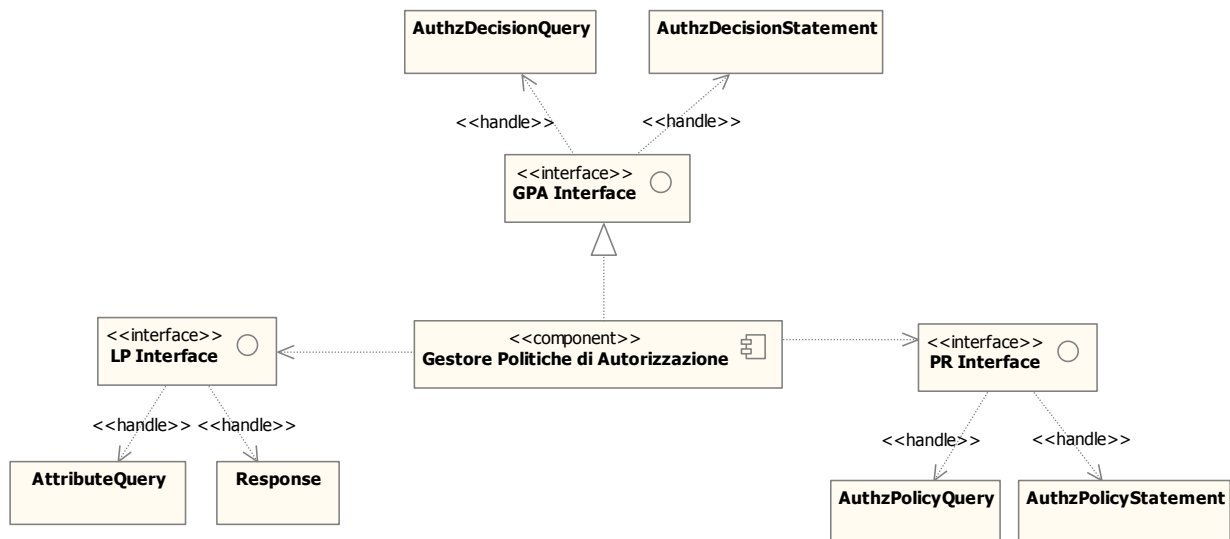 AuthzDecisionQuery
AuthzDecisionStatement
<<handle>>
<<handle>>
<<interface>>
GPA Interface
<<interface>>
LP Interface
<<component>>
Gestore Politiche di Autorizzazione
<<interface>>
PR Interface
<<handle>>
<<handle>>
<<handle>>
<<handle>>
AttributeQuery
Response
AuthzPolicyQuery
AuthzPolicyStatement